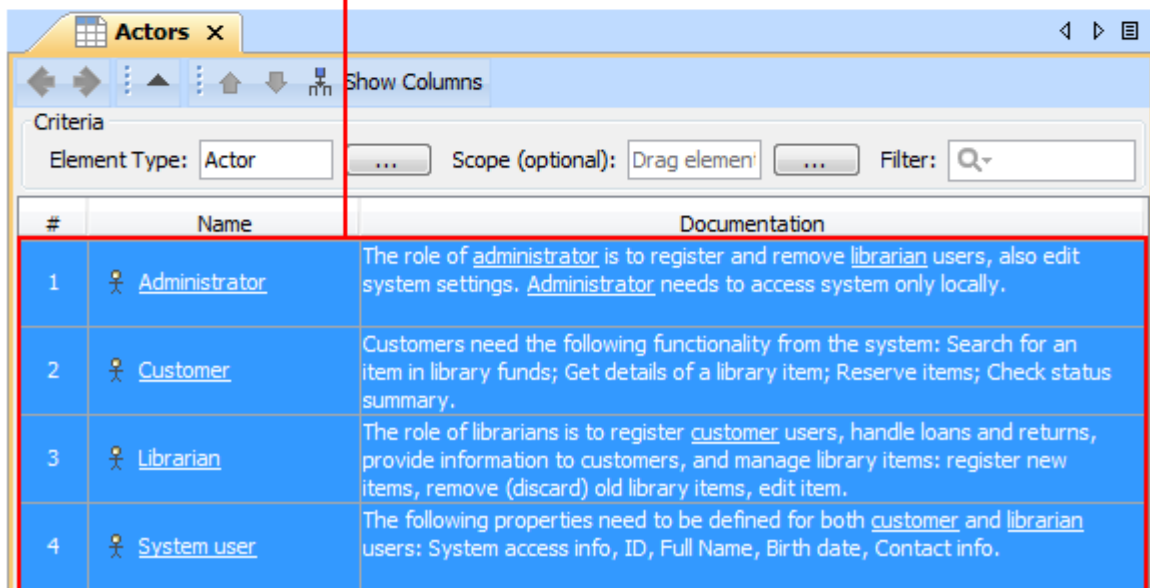 Actors X
Show Columns
Criteria
Element Type: Actor ... Scope (optional): Drag element ... Filter:
# Name Documentation
1 Administrator
The role of administrator is to register and remove librarian users, also edit
system settings. Administrator needs to access system only locally.
2 Customer
Customers need the following functionality from the system: Search for an
item in library funds; Get details of a library item; Reserve items; Check status
summary.
3 Librarian
The role of librarians is to register customer users, handle loans and returns,
provide information to customers, and manage library items: register new
items, remove (discard) old library items, edit item.
4 System user
The following properties need to be defined for both customer and librarian
users: System access info, ID, Full Name, Birth date, Contact info.